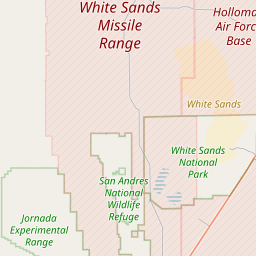 White Sands
Missile
Range
Air Forc
Base
White Sands
White Sands
National
Park
San Andres
National
Wildlife
Refuge
Jornada
Experimental
Range